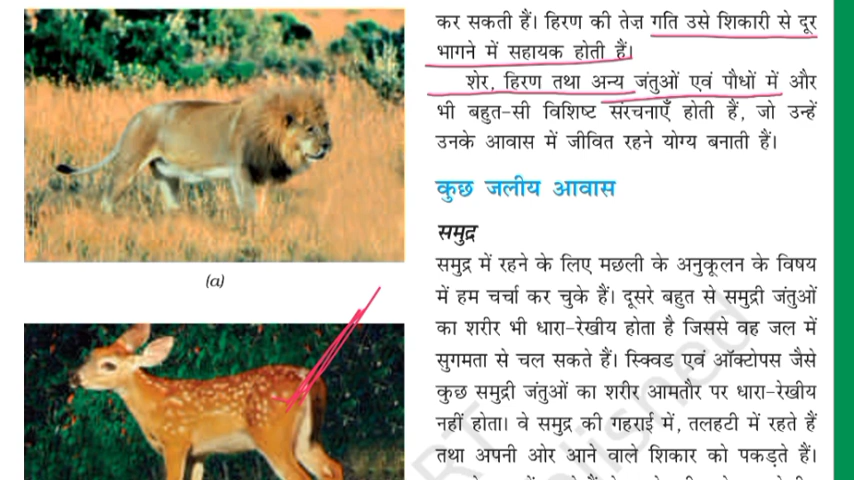 कर सकती हैं। हिरण की तेज़ गति उसे शिकारी से दूर
भागने में सहायक होती हैं।
शेर, हिरण तथा अन्य जंतुओं एवं पौधों में और
भी बहुत-सी विशिष्ट संरचनाएँ होती हैं, जो उन्हें
उनके आवास में जीवित रहने योग्य बनाती हैं।
कुछ जलीय आवास
समुद्र
समुद्र में रहने के लिए मछली के अनुकूलन के विषय
में हम चर्चा कर चुके हैं। दूसरे बहुत से समुद्री जंतुओं
का शरीर भी धारा-रेखीय होता है जिससे वह जल में
सुगमता से चल सकते हैं। स्क्विड एवं ऑक्टोपस जैसे
कुछ समुद्री जंतुओं का शरीर आमतौर पर धारा-रेखीय
नहीं होता। वे समुद्र की गहराई में, तलहटी में रहते हैं
तथा अपनी ओर आने वाले शिकार को पकड़ते हैं।
(a)